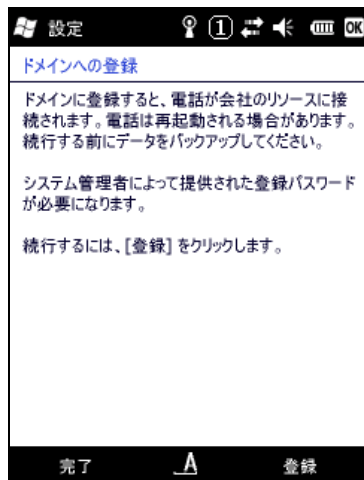 設定 1 OK
ドメインへの登録
ドメインに登録すると、電話が会社のリソースに接
続されます。電話は再起動される場合があります。
続行する前にデータをバックアップしてください。
システム管理者によって提供された登録パスワード
が必要になります。
続行するには、[登録] をクリックします。
完了 A 登録